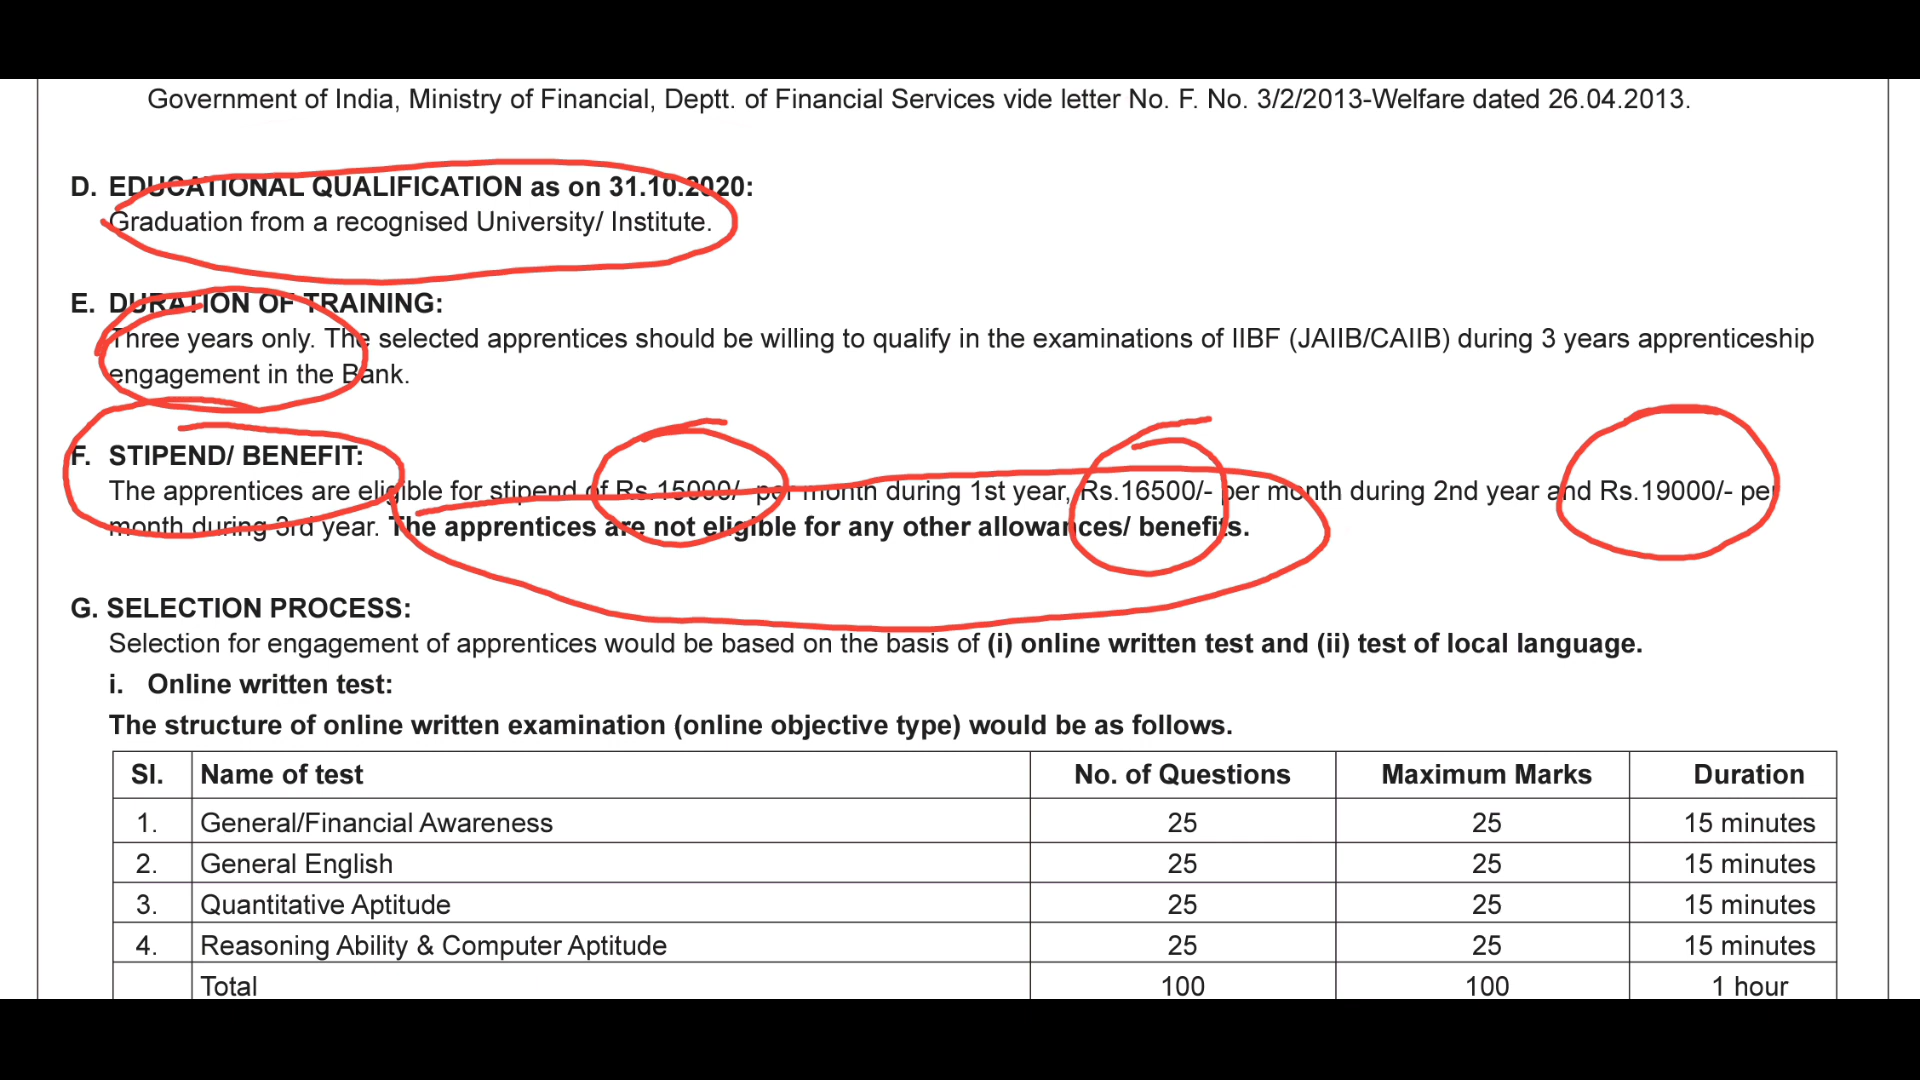 Government of India, Ministry of Financial, Deptt. of Financial Services vide letter No. F. No. 3/2/2013-Welfare dated 26.04.2013.
D. EDUCATIONAL QUALIFICATION as on 31.10.2020:
Graduation from a recognised University/ Institute.
E. DURATION OF TRAINING:
Three years only. The selected apprentices should be willing to qualify in the examinations of IIBF (JAIIB/CAIIB) during 3 years apprenticeship
engagement in the Bank.
F. STIPEND/ BENEFIT:
The apprentices are eligible for stipend of Rs.15000/- per month during 1st year, Rs.16500/- per month during 2nd year and Rs.19000/- per
month during 3rd year. The apprentices are not eligible for any other allowances/ benefits.
G. SELECTION PROCESS:
Selection for engagement of apprentices would be based on the basis of (i) online written test and (ii) test of local language.
i. Online written test:
The structure of online written examination (online objective type) would be as follows.
Sl. Name of test No. of Questions Maximum Marks Duration
1. General/Financial Awareness 25 25 15 minutes
2. General English 25 25 15 minutes
3. Quantitative Aptitude 25 25 15 minutes
4. Reasoning Ability & Computer Aptitude 25 25 15 minutes
Total 100 100 1 hour